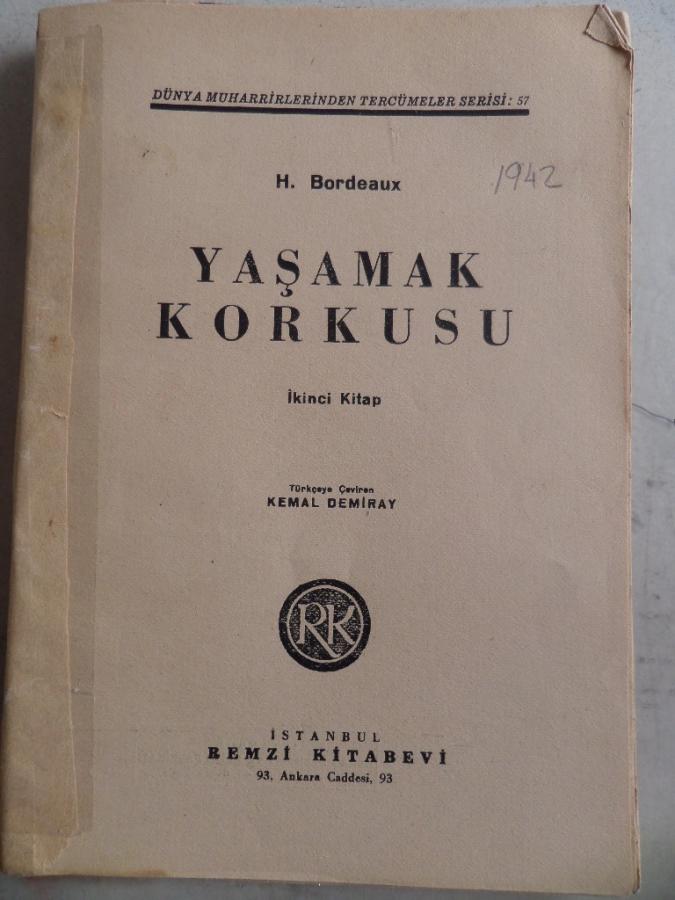 DÜNYA MUHARRİRLERİNDEN TERCÜMELER SERİSİ: 57
H. Bordeaux
1942
YAŞAMAK
KORKUSU
İkinci Kitap
Türkçeye Çeviren
KEMAL DEMİRAY
RK
İSTANBUL
REMZİ KİTABEVİ
93, Ankara Caddesi, 93